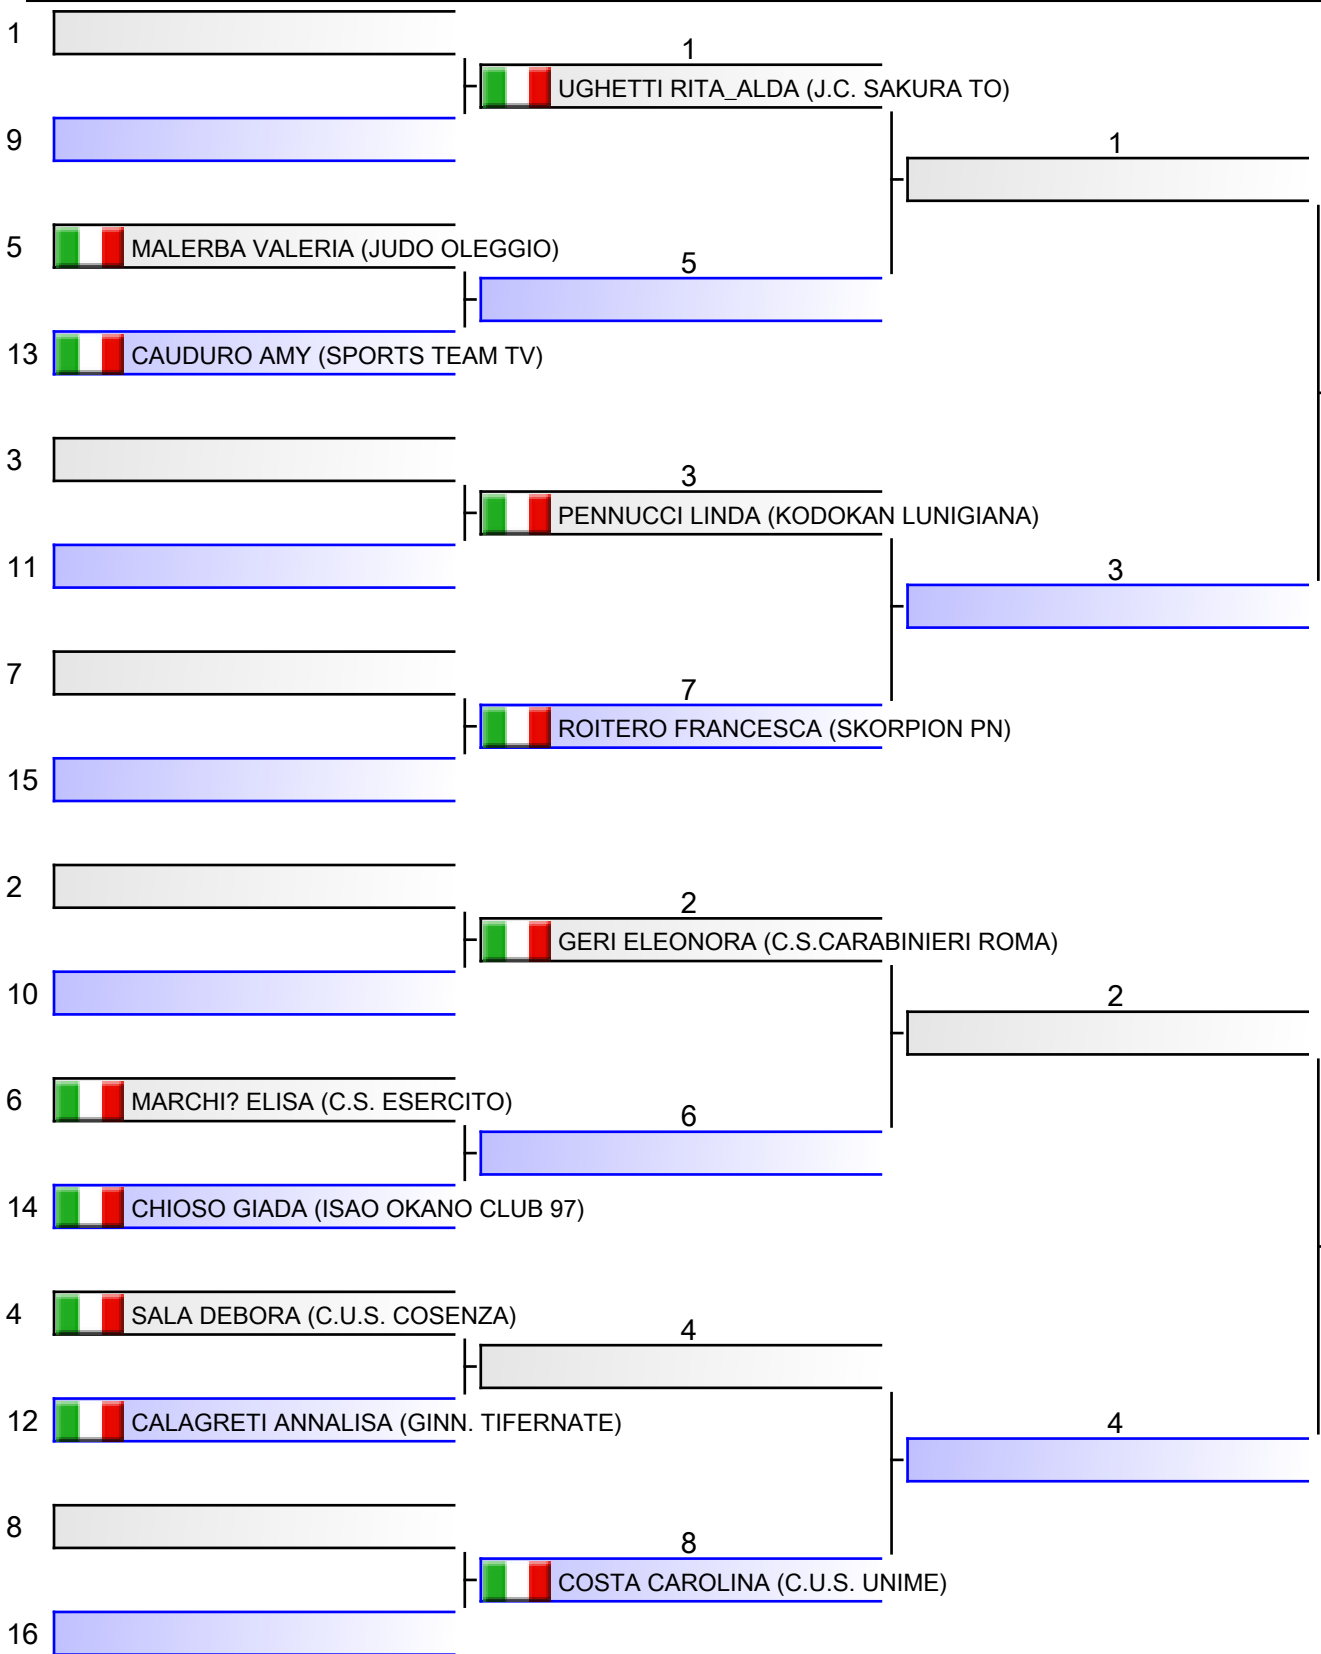 1
1
UGHETTI RITA_ALDA (J.C. SAKURA TO)
9
1
5
MALERBA VALERIA (JUDO OLEGGIO)
5
13
CAUDURO AMY (SPORTS TEAM TV)
3
3
PENNUCCI LINDA (KODOKAN LUNIGIANA)
11
3
7
7
ROITERO FRANCESCA (SKORPION PN)
15
2
2
GERI ELEONORA (C.S.CARABINIERI ROMA)
10
2
6
MARCHI? ELISA (C.S. ESERCITO)
6
14
CHIOSO GIADA (ISAO OKANO CLUB 97)
4
SALA DEBORA (C.U.S. COSENZA)
4
12
CALAGRETI ANNALISA (GINN. TIFERNATE)
4
8
8
COSTA CAROLINA (C.U.S. UNIME)
16